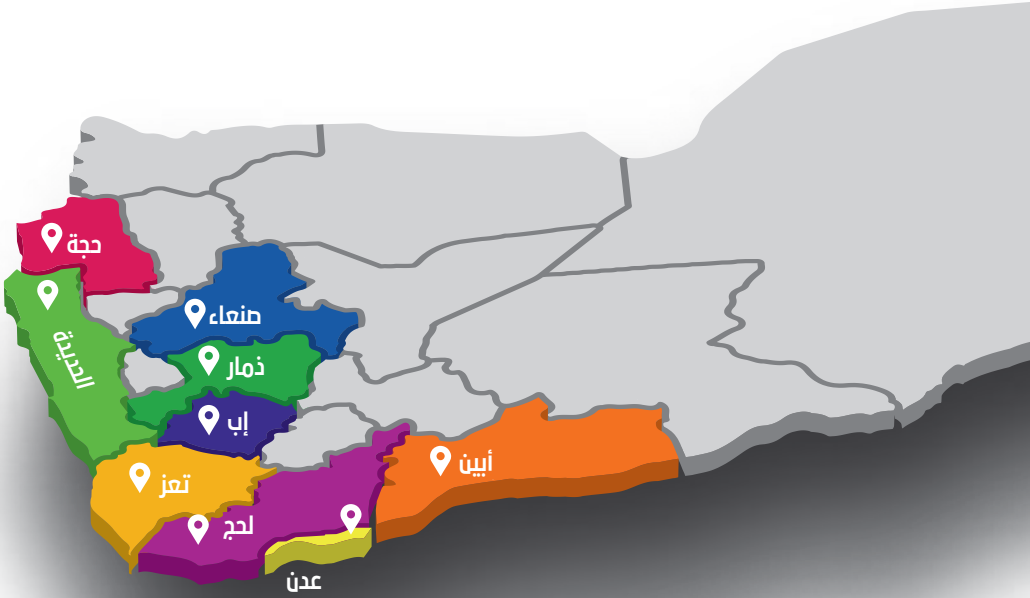 حجة
صنعاء
الحديدة
ذمار
إب
أبين
تعز
لحج
عدن